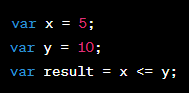 var x = 5;
var y = 10;
var result = x <= y;